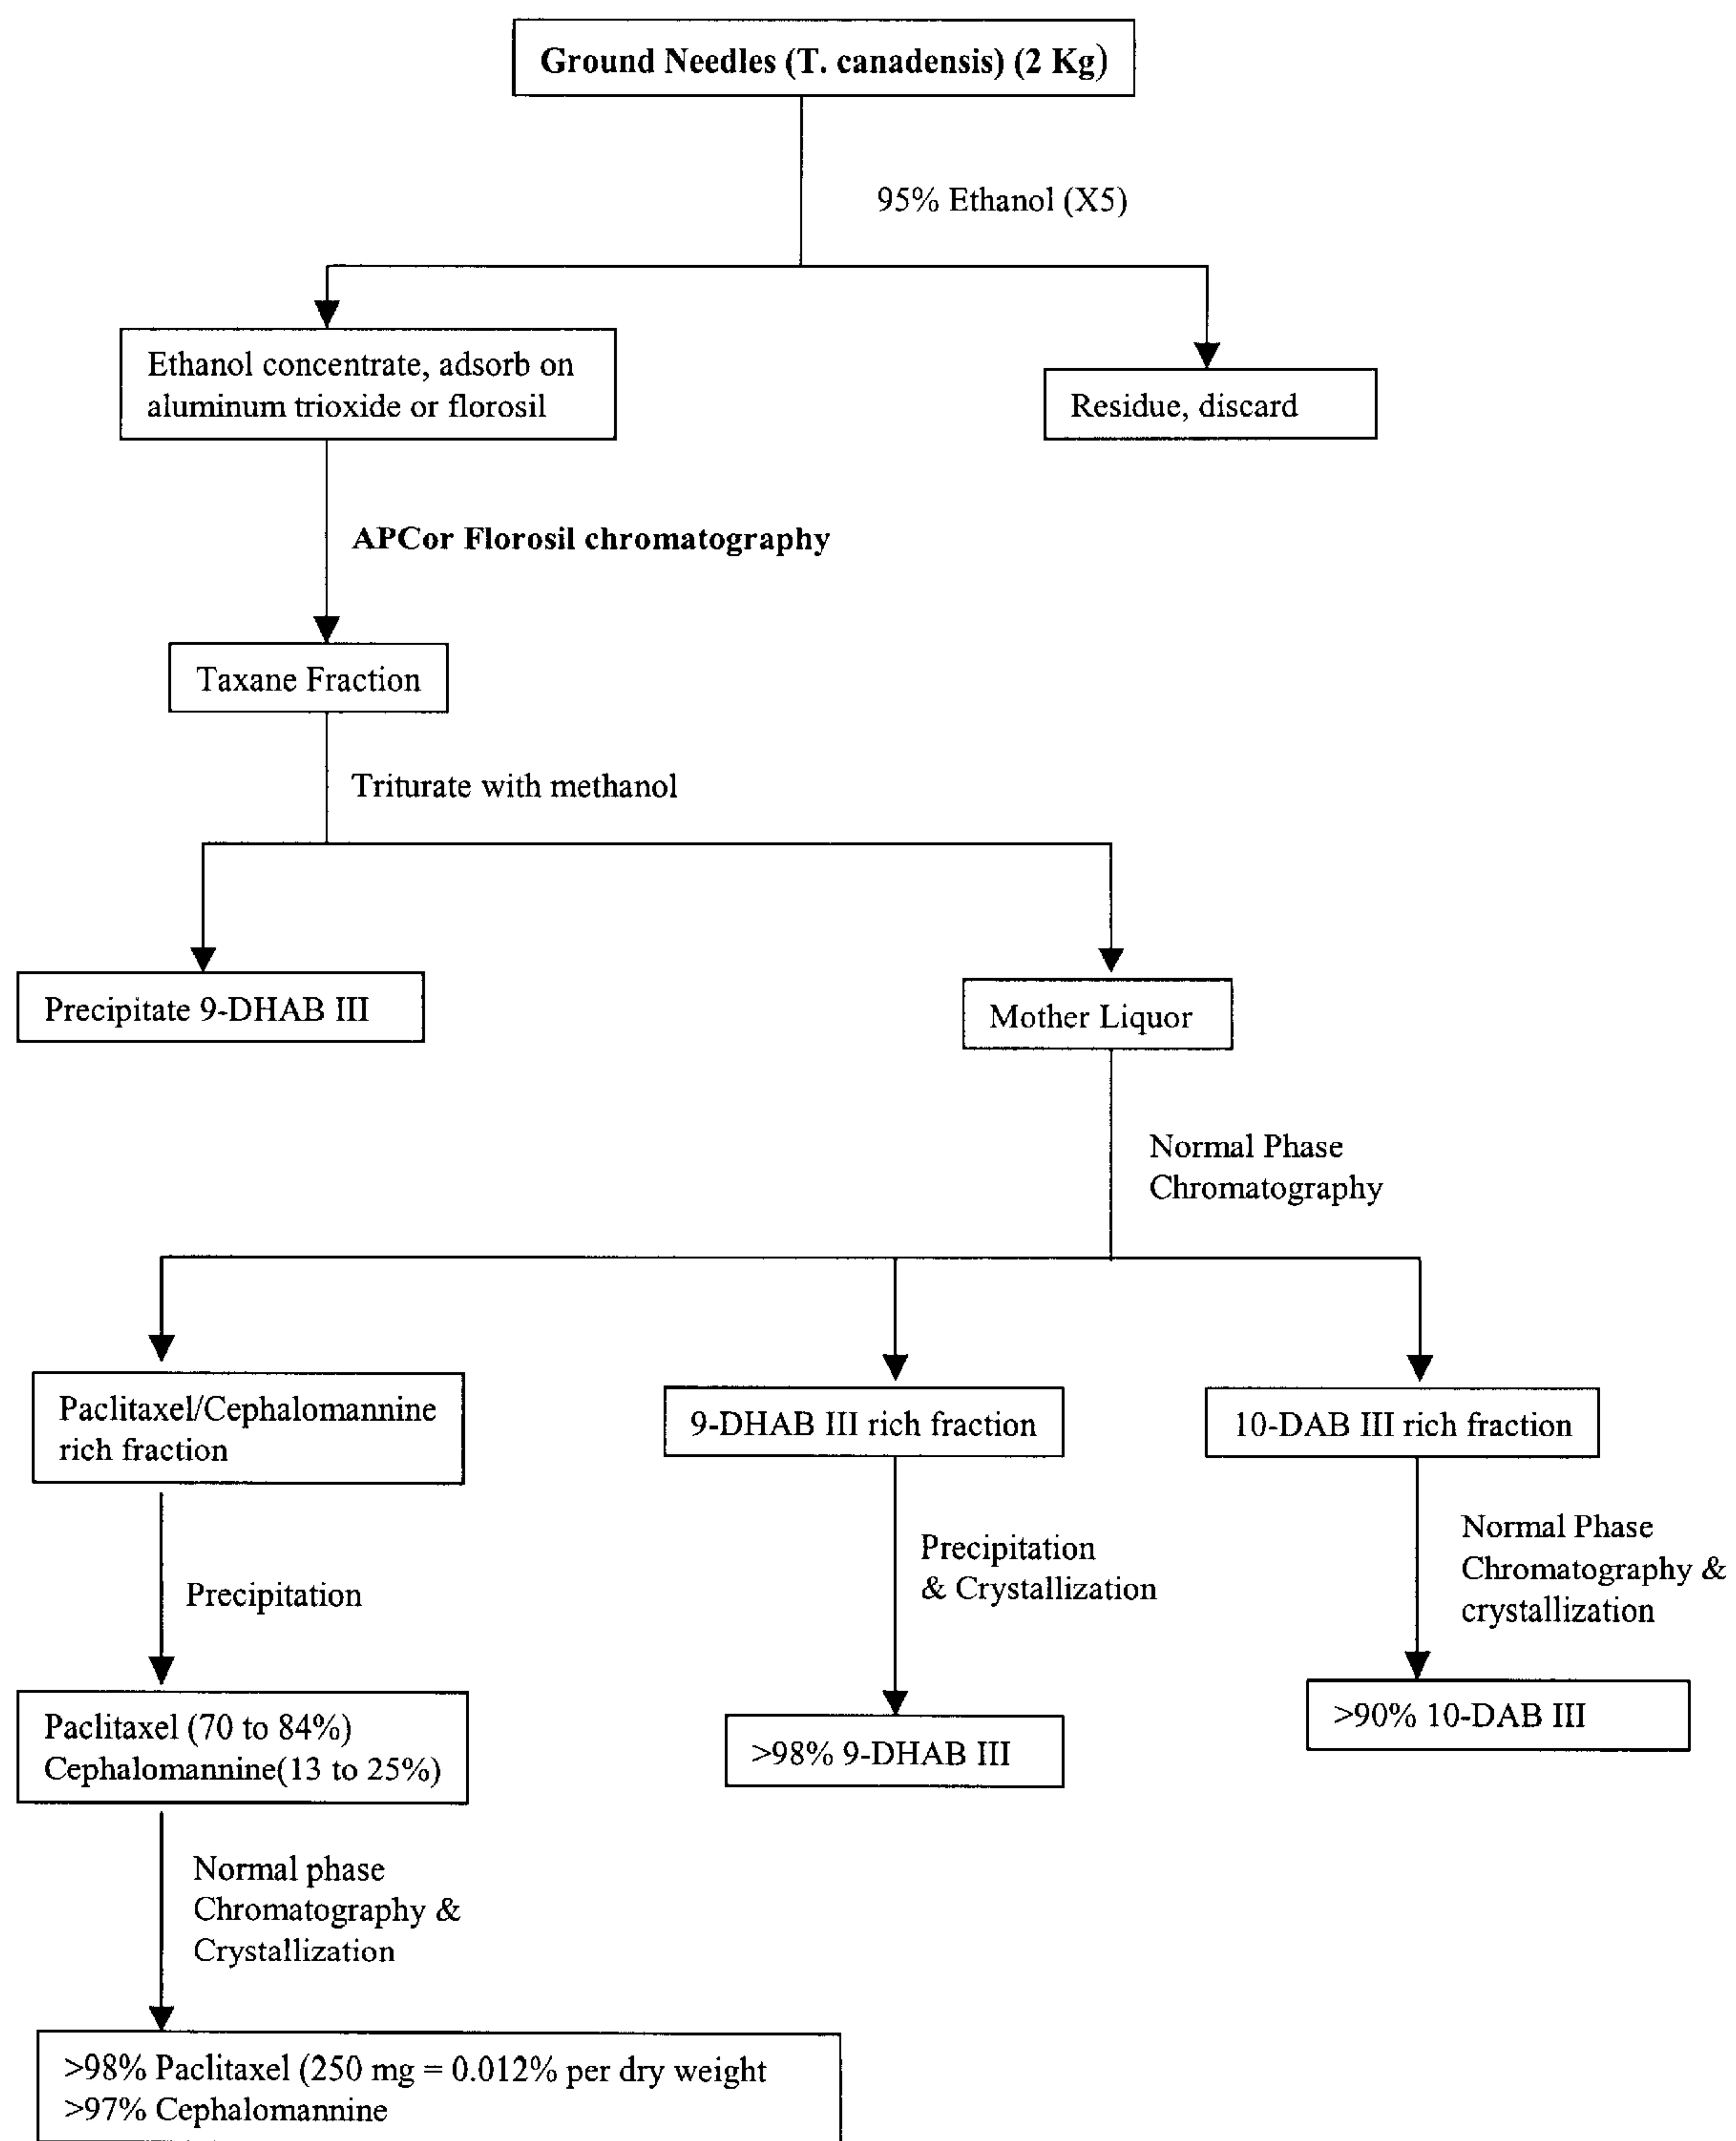 Ground Needles (T. canadensis) (2 Kg)
95% Ethanol (X5)
Ethanol concentrate, adsorb on
aluminum trioxide or florosil
Residue, discard
APCor Florosil chromatography
Taxane Fraction
Triturate with methanol
Precipitate 9-DHAB III
Mother Liquor
Normal Phase
Chromatography
Paclitaxel/Cephalomannine
rich fraction
9-DHAB III rich fraction
10-DAB III rich fraction
Precipitation
Precipitation
& Crystallization
Normal Phase
Chromatography &
crystallization
Paclitaxel (70 to 84%)
Cephalomannine(13 to 25%)
>98% 9-DHAB III
>90% 10-DAB III
Normal phase
Chromatography &
Crystallization
>98% Paclitaxel (250 mg = 0.012% per dry weight
>97% Cephalomannine